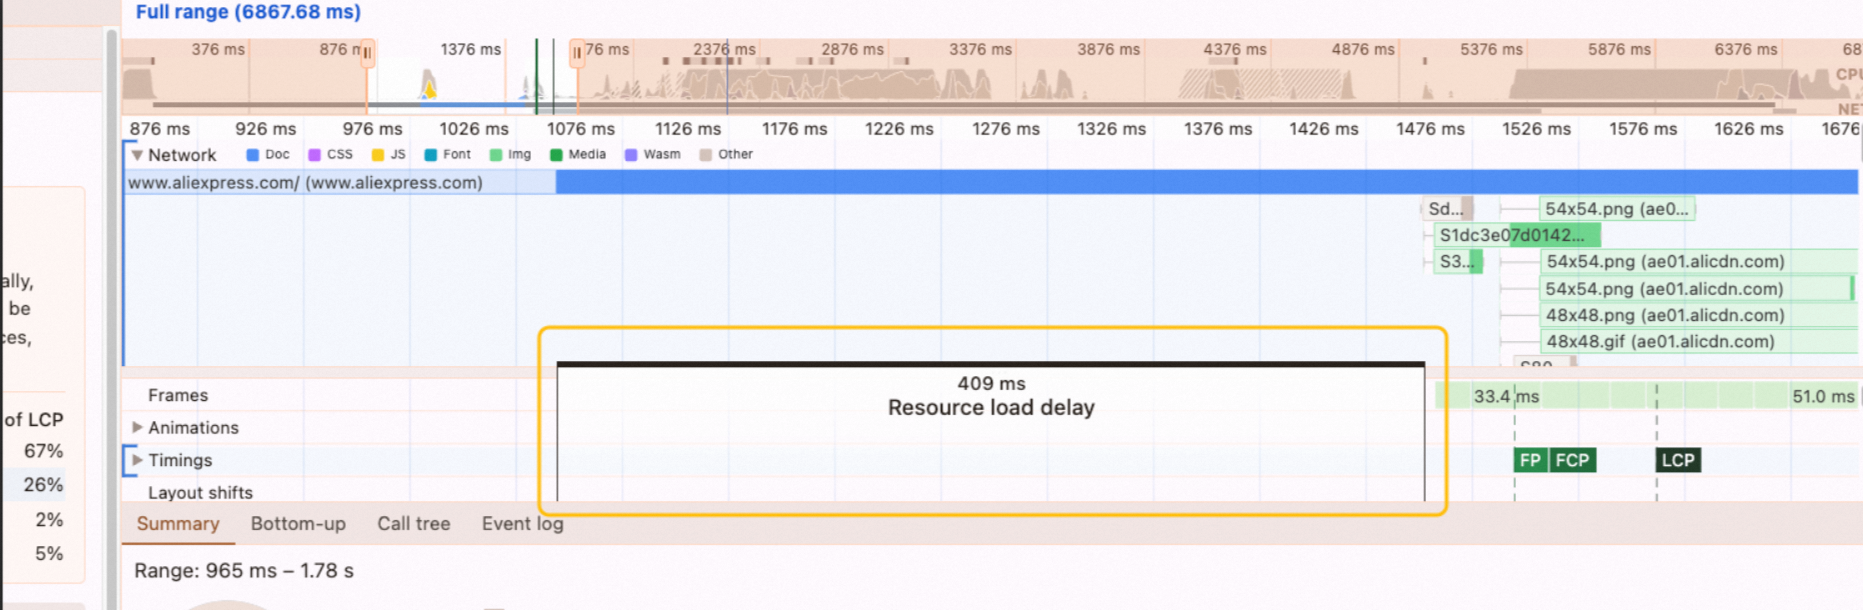 Full range (6867.68 ms)
376 ms 876 m 1376 ms 76 ms 2376 ms 2876 ms 3376 ms 3876 ms 4376 ms 4876 ms 5376 ms 5876 ms 6376 ms 68
CPU
NET
876 ms 926 ms 976 ms 1026 ms 1076 ms 1126 ms 1176 ms 1226 ms 1276 ms 1326 ms 1376 ms 1426 ms 1476 ms 1526 ms 1576 ms 1626 ms 1676
Network Doc CSS JS Font Img Media Wasm Other
www.aliexpress.com/ (www.aliexpress.com)
Sd... 54x54.png (ae0...
S1dc3e07d0142...
S3... 54x54.png (ae01.alicdn.com)
54x54.png (ae01.alicdn.com)
48x48.png (ae01.alicdn.com)
48x48.gif (ae01.alicdn.com)
ally,
be
ces,
409 ms
Resource load delay
Frames 33.4 ms 51.0 ms
Animations
Timings FP FCP LCP
Layout shifts
of LCP
67%
26%
2%
5%
Summary Bottom-up Call tree Event log
Range: 965 ms – 1.78 s